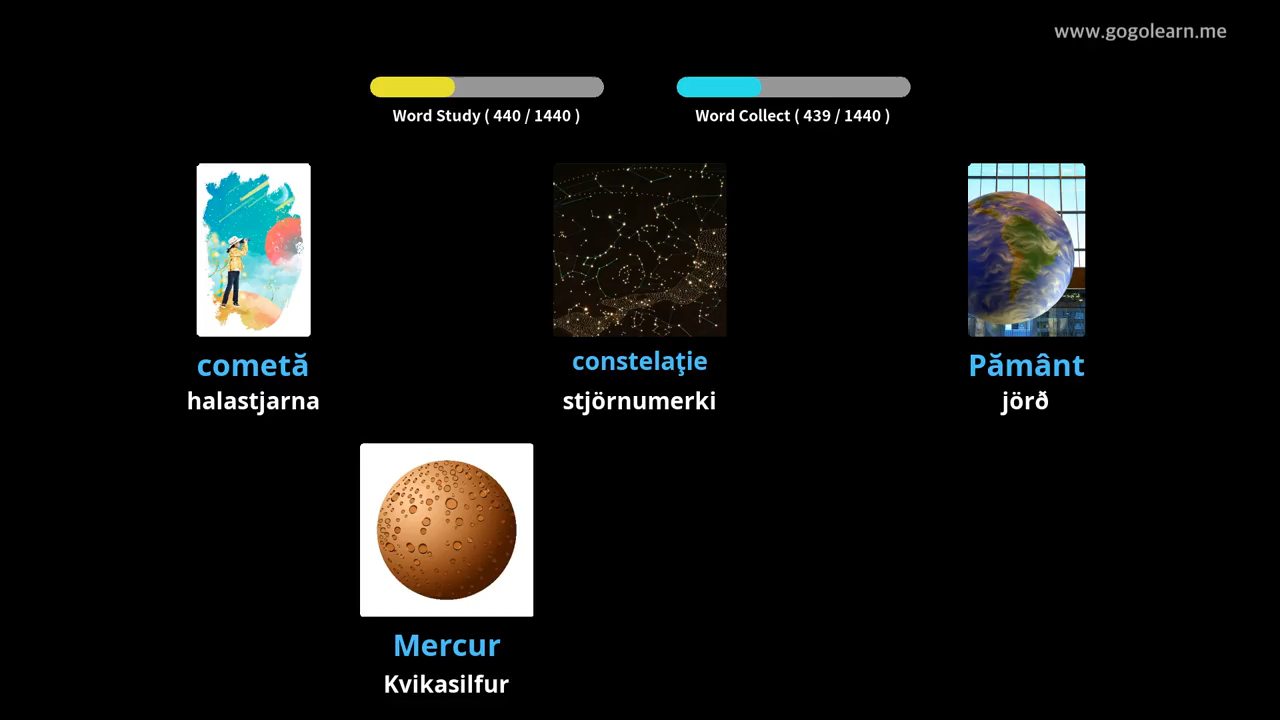 www.gogolearn.me
Word Study ( 440 / 1440 )
Word Collect ( 439 / 1440 )
cometă
halastjarna
constelaţie
stjörnumerki
Pământ
jörð
Mercur
Kvikasilfur